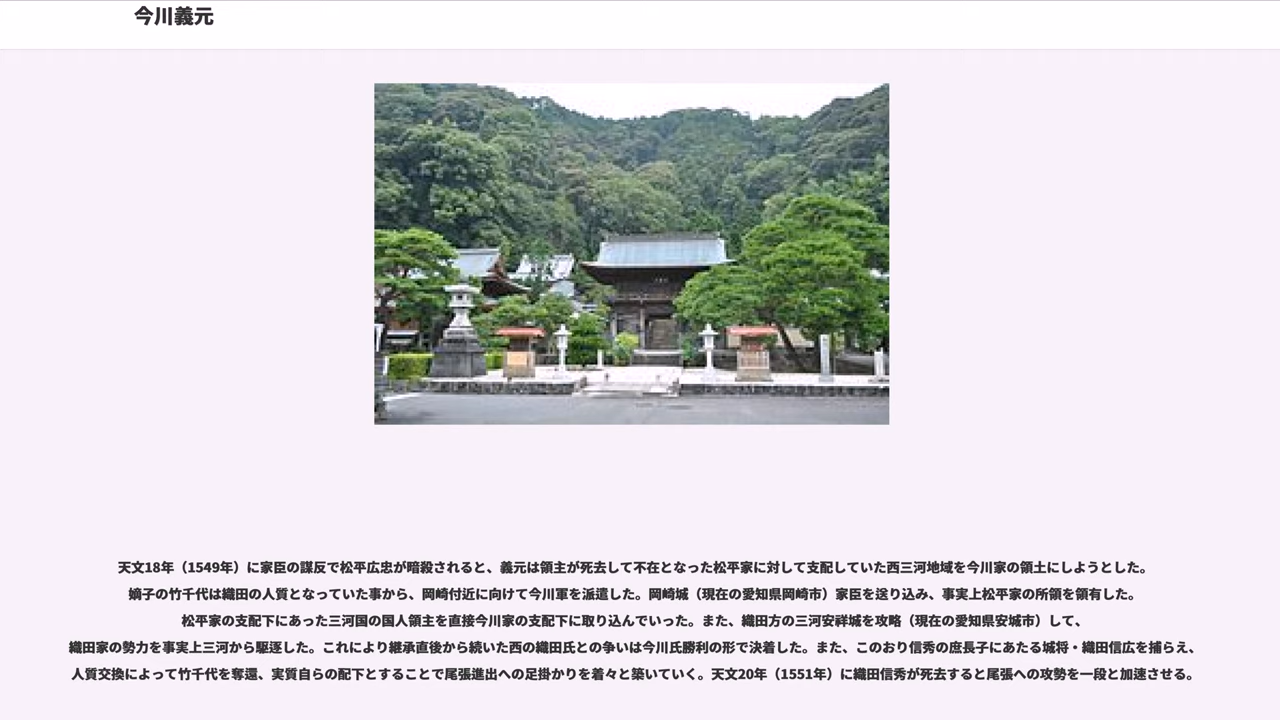 今川義元
天文18年（1549年）に家臣の謀反で松平広忠が暗殺されると、義元は領主が死去して不在となった松平家に対して支配していた西三河地域を今川家の領土にしようとした。
嫡子の竹千代は織田の人質となっていた事から、岡崎付近に向けて今川軍を派遣した。岡崎城（現在の愛知県岡崎市）家臣を送り込み、事実上松平家の所領を領有した。
松平家の支配下にあった三河国の国人領主を直接今川家の支配下に取り込んでいった。また、織田方の三河安祥城を攻略（現在の愛知県安城市）して、
織田家の勢力を事実上三河から駆逐した。これにより継承直後から続いた西の織田氏との争いは今川氏勝利の形で決着した。また、このおり信秀の庶長子にあたる城将・織田信広を捕らえ、
人質交換によって竹千代を奪還、実質自らの配下とすることで尾張進出への足掛かりを着々と築いていく。天文20年（1551年）に織田信秀が死去すると尾張への攻勢を一段と加速させる。